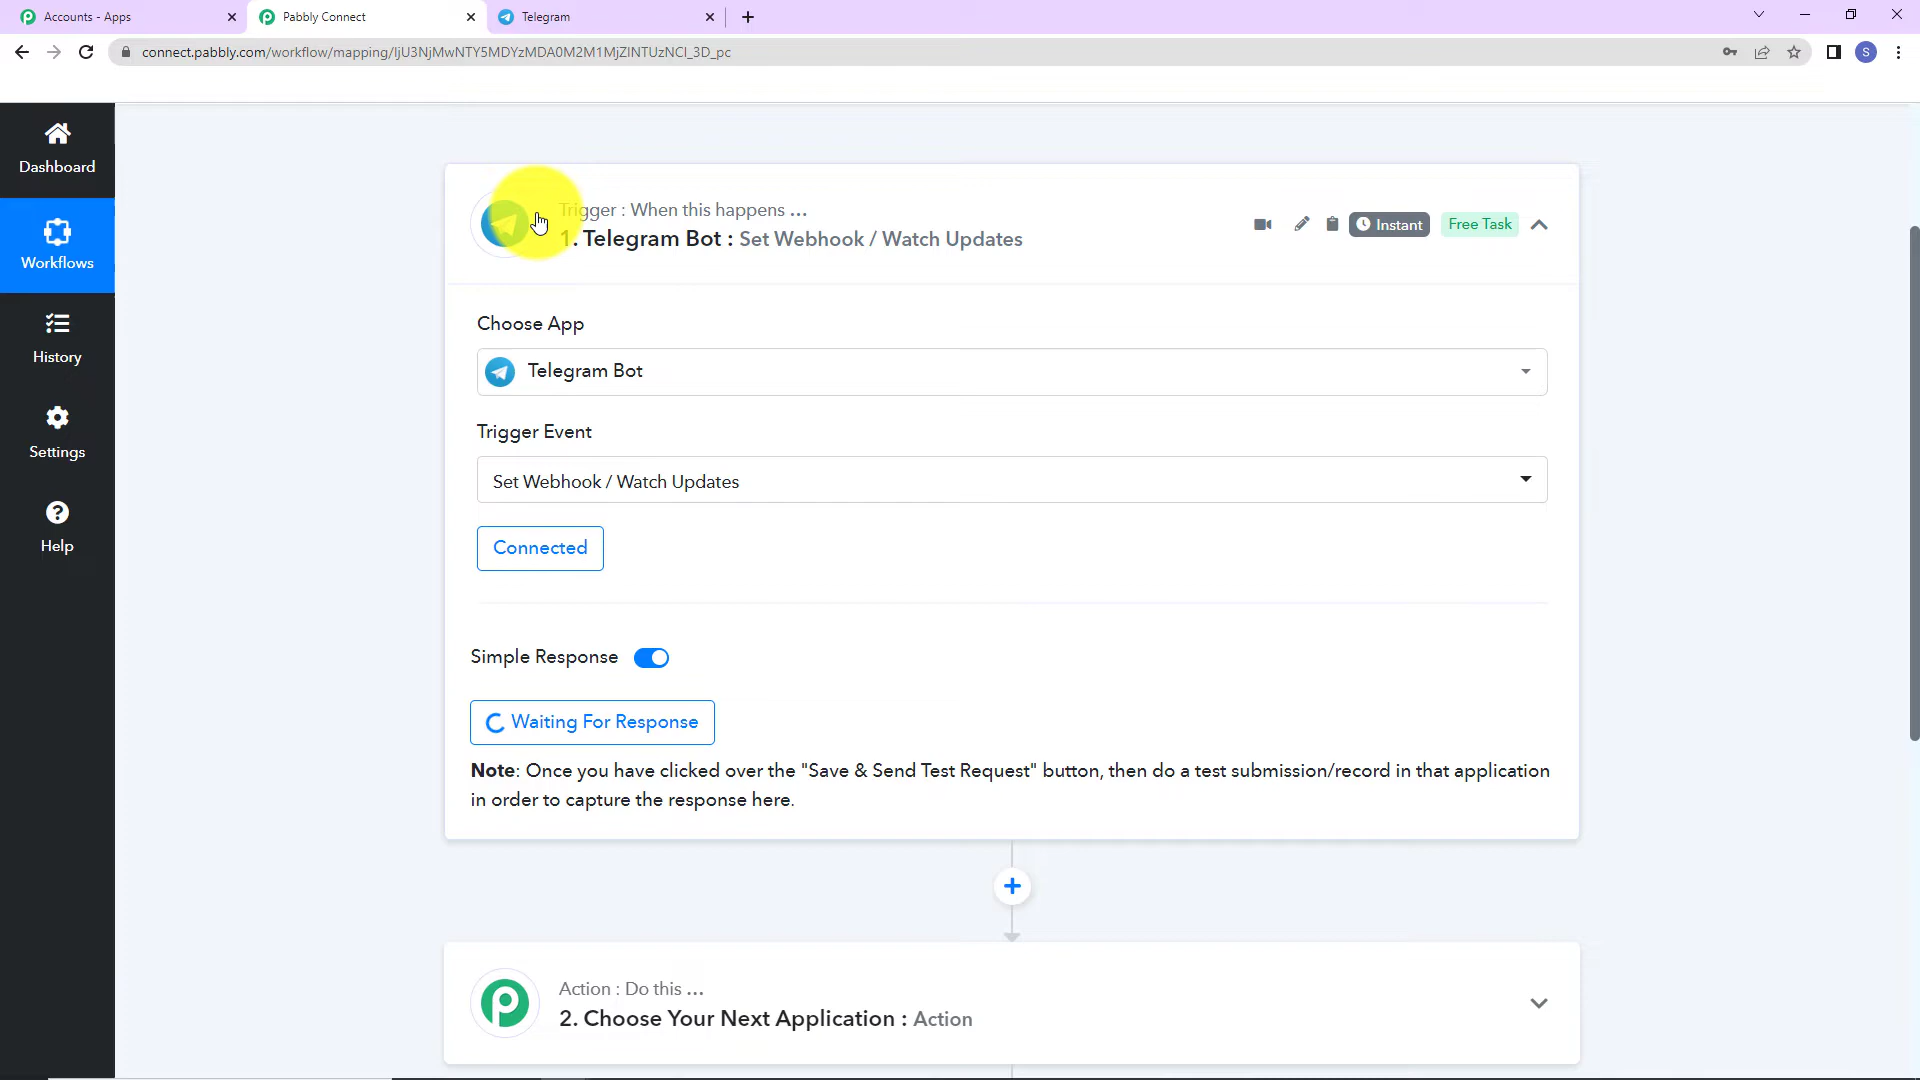 Accounts - Apps
Pabbly Connect
Telegram
connect.pabbly.com/workflow/mapping/IjU3NjMwNTY5MDYzMDA0M2M1MjZlNTUzNCI_3D_pc
S
Dashboard
Workflows
History
Settings
Help
Trigger : When this happens ...
1. Telegram Bot : Set Webhook / Watch Updates
Instant
Free Task
Choose App
Telegram Bot
Trigger Event
Set Webhook / Watch Updates
Connected
Simple Response
Waiting For Response
Note: Once you have clicked over the "Save & Send Test Request" button, then do a test submission/record in that application
in order to capture the response here.
Action : Do this ...
2. Choose Your Next Application : Action